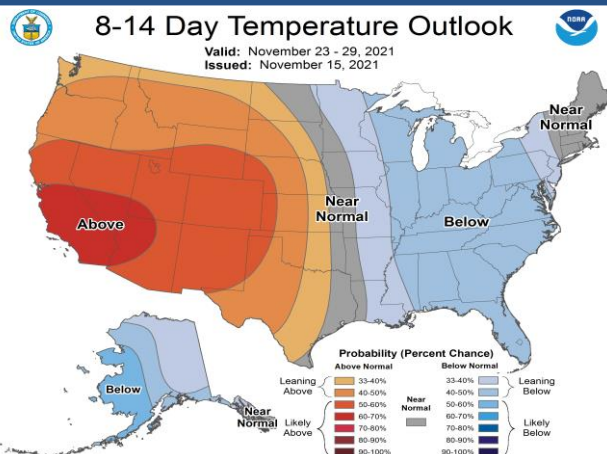 8-14 Day Temperature Outlook
Valid: November 23 - 29, 2021
Issued: November 15, 2021
NOAA
Near
Normal
Near
Normal
Above
Below
Below
Near
Normal
Probability (Percent Chance)
Above Normal
Below Normal
Leaning
Above
33-40%
40-50%
Likely
Above
50-60%
60-70%
70-80%
80-90%
90-100%
Near
Normal
33-40%
40-50%
Leaning
Below
50-60%
60-70%
70-80%
80-90%
90-100%
Likely
Below